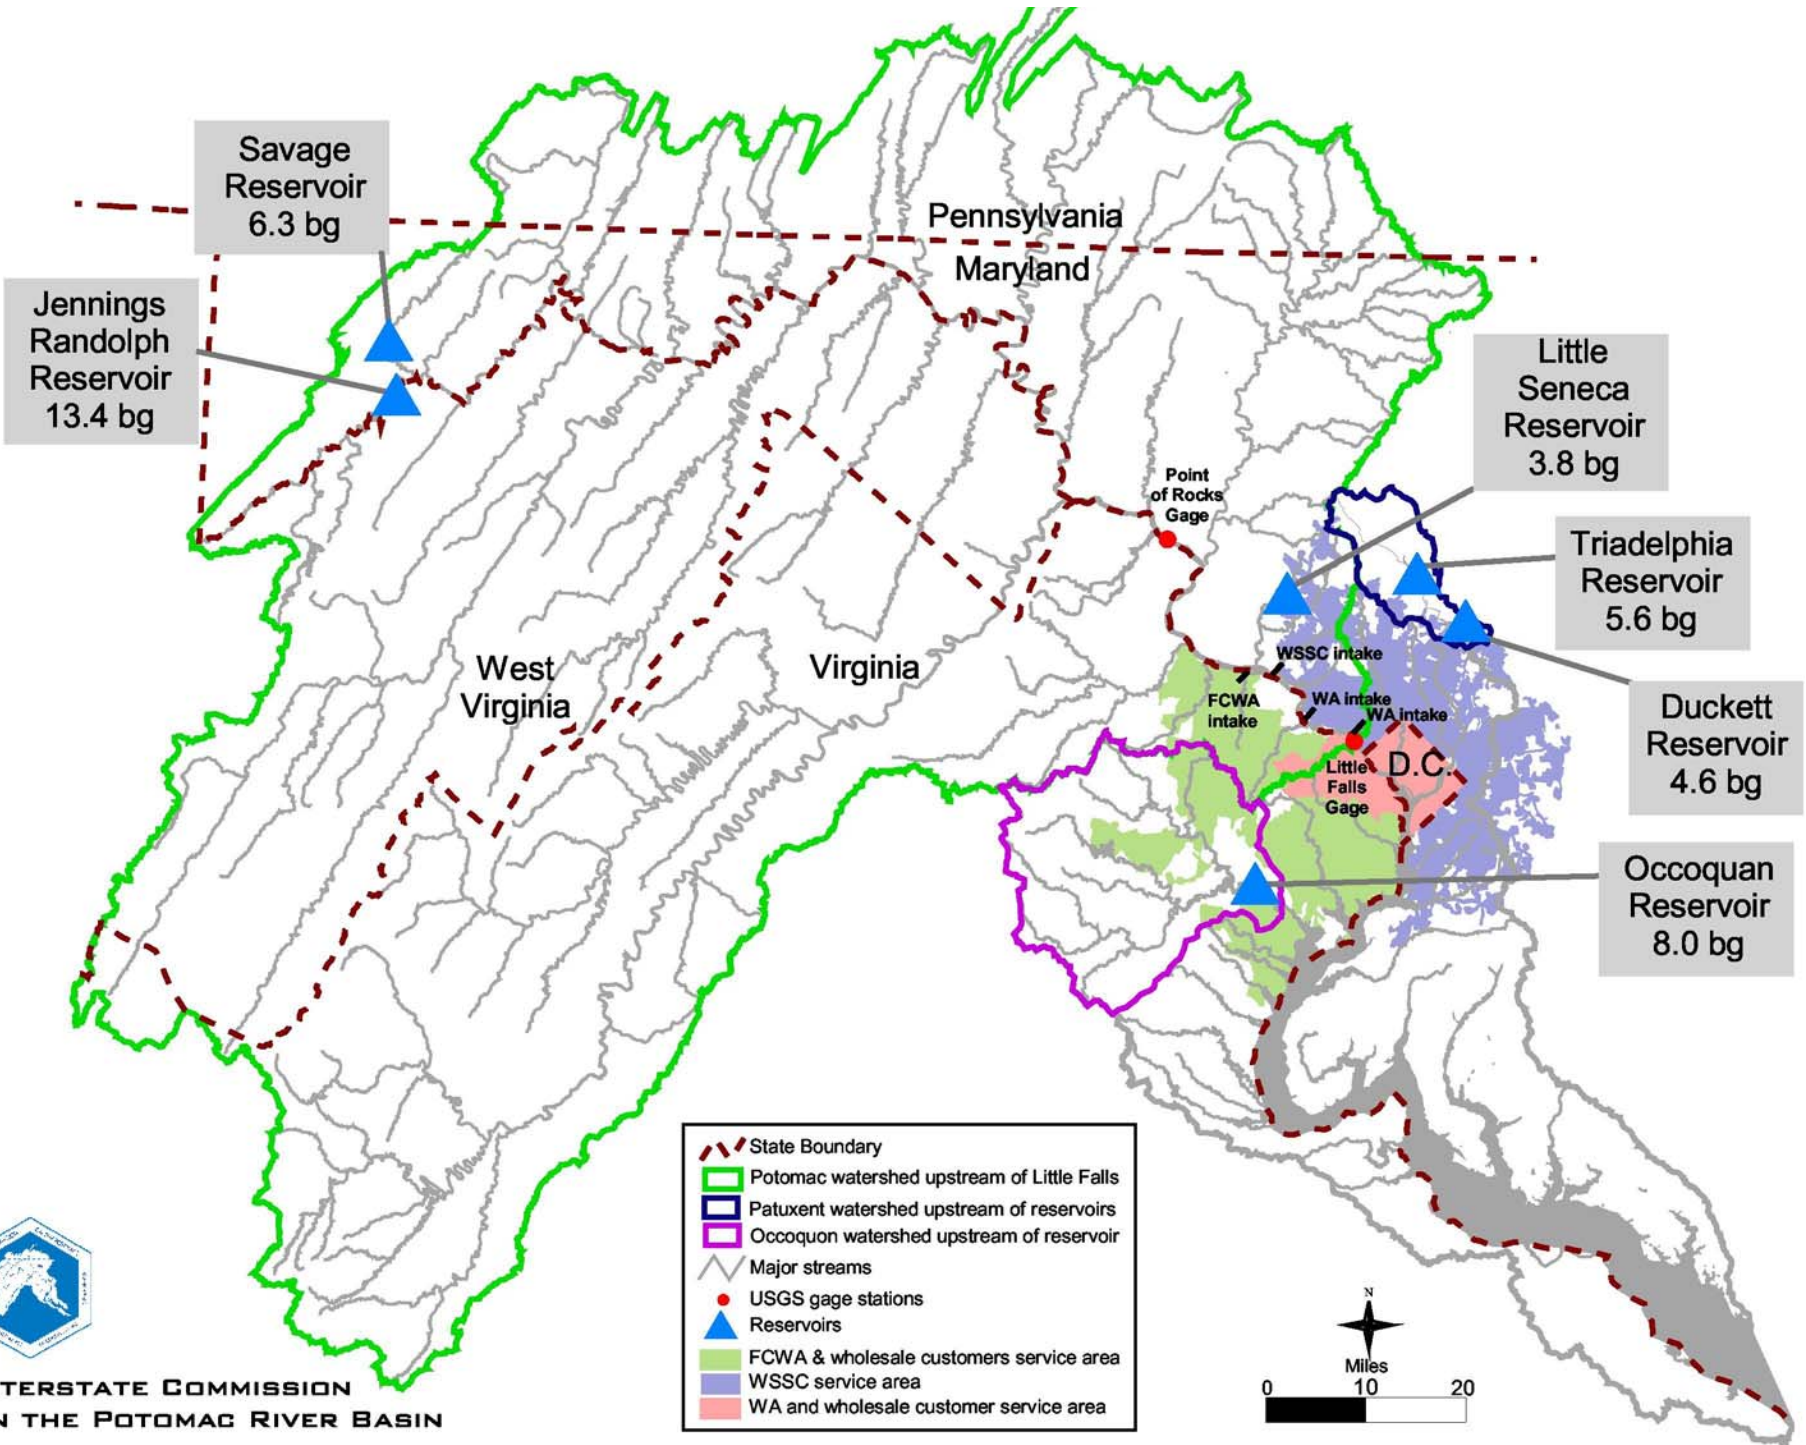 Savage
Reservoir
6.3 bg
Jennings
Randolph
Reservoir
13.4 bg
Pennsylvania
Maryland
Little
Seneca
Reservoir
3.8 bg
Point
of Rocks
Gage
Triadelphia
Reservoir
5.6 bg
West
Virginia
Virginia
WSSC intake
FCWA
intake
WA intake
WA intake
Duckett
Reservoir
4.6 bg
D.C.
Little
Falls
Gage
Occoquan
Reservoir
8.0 bg
State Boundary
Potomac watershed upstream of Little Falls
Patuxent watershed upstream of reservoirs
Occoquon watershed upstream of reservoir
Major streams
USGS gage stations
Reservoirs
FCWA & wholesale customers service area
WSSC service area
WA and wholesale customer service area
N
Miles
0 10 20
TERSTATE COMMISSION
N THE POTOMAC RIVER BASIN